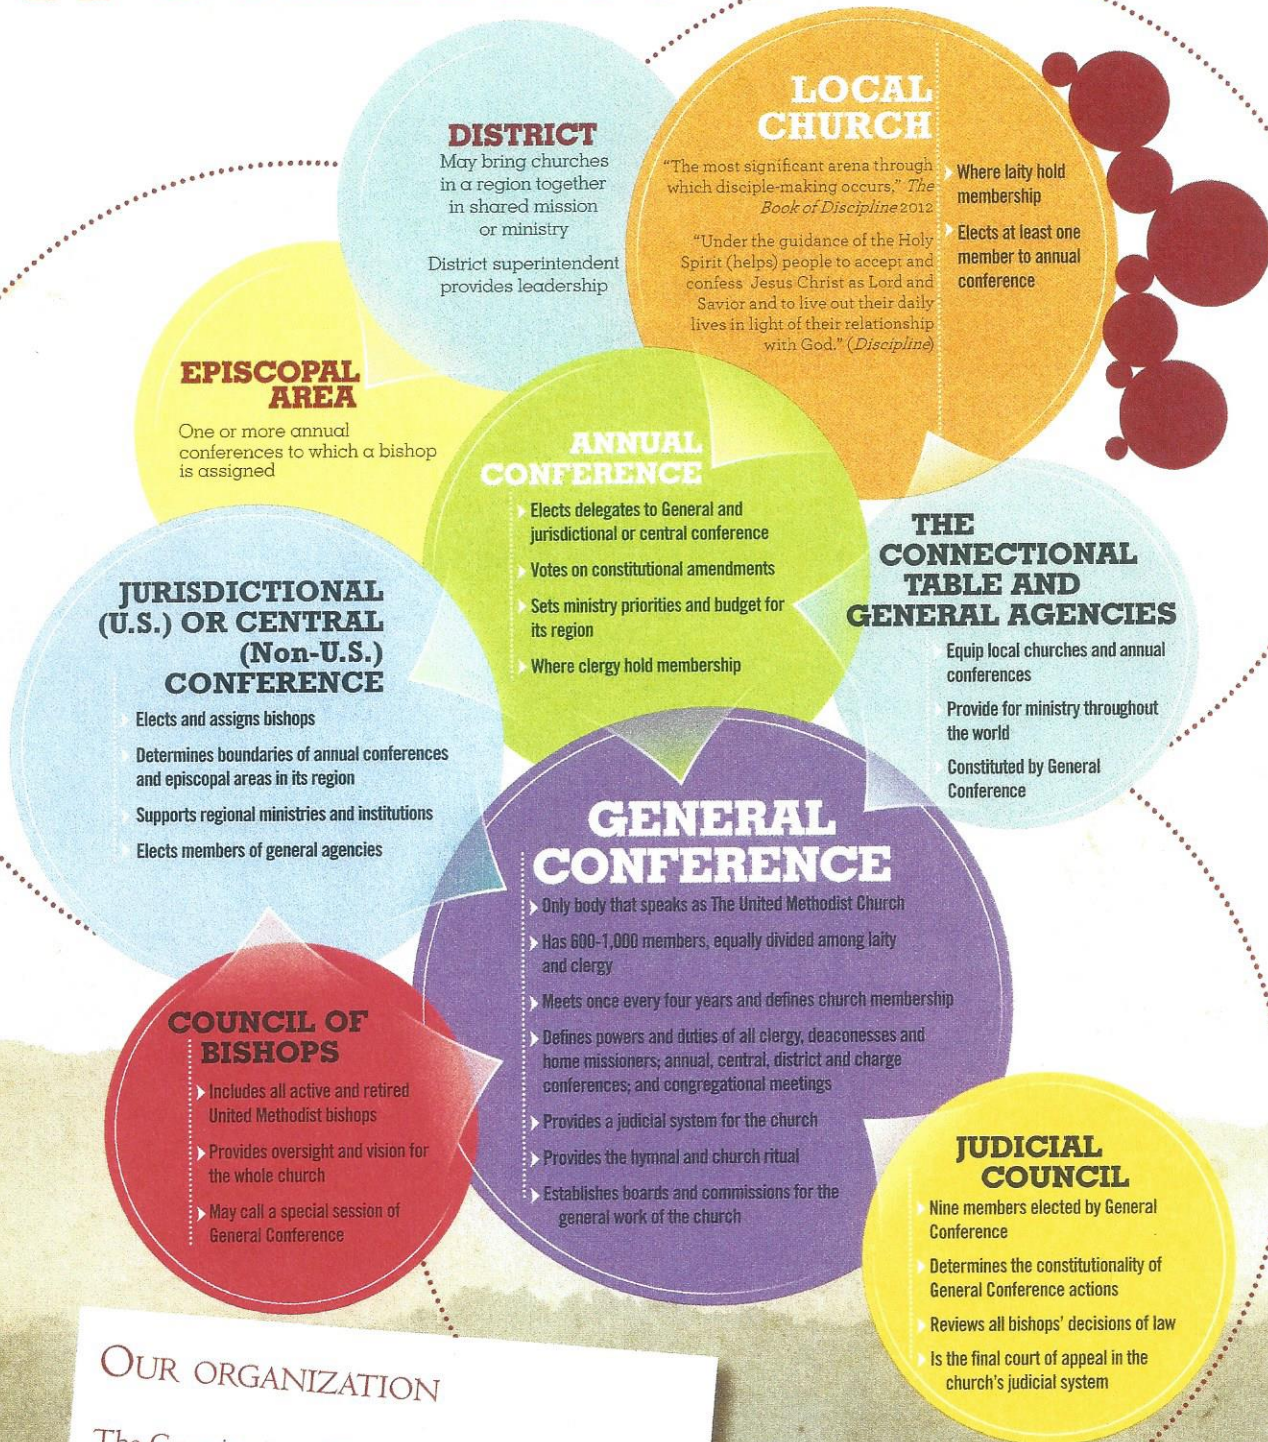 DISTRICT
May bring churches
in a region together
in shared mission
or ministry
District superintendent
provides leadership
LOCAL
CHURCH
"The most significant arena through
which disciple-making occurs," The
Book of Discipline 2012
"Under the guidance of the Holy
Spirit (helps) people to accept and
confess Jesus Christ as Lord and
Savior and to live out their daily
lives in light of their relationship
with God." (Discipline)
Where laity hold
membership
Elects at least one
member to annual
conference
EPISCOPAL
AREA
One or more annual
conferences to which a bishop
is assigned
ANNUAL
CONFERENCE
Elects delegates to General and
jurisdictional or central conference
Votes on constitutional amendments
Sets ministry priorities and budget for
its region
Where clergy hold membership
THE
CONNECTIONAL
TABLE AND
GENERAL AGENCIES
Equip local churches and annual
conferences
Provide for ministry throughout
the world
Constituted by General
Conference
JURISDICTIONAL
(U.S.) OR CENTRAL
(Non-U.S.)
CONFERENCE
Elects and assigns bishops
Determines boundaries of annual conferences
and episcopal areas in its region
Supports regional ministries and institutions
Elects members of general agencies
GENERAL
CONFERENCE
Only body that speaks as The United Methodist Church
Has 600-1,000 members, equally divided among laity
and clergy
Meets once every four years and defines church membership
Defines powers and duties of all clergy, deaconesses and
home missioners; annual, central, district and charge
conferences; and congregational meetings
Provides a judicial system for the church
Provides the hymnal and church ritual
Establishes boards and commissions for the
general work of the church
COUNCIL OF
BISHOPS
Includes all active and retired
United Methodist bishops
Provides oversight and vision for
the whole church
May call a special session of
General Conference
JUDICIAL
COUNCIL
Nine members elected by General
Conference
Determines the constitutionality of
General Conference actions
Reviews all bishops' decisions of law
Is the final court of appeal in the
church's judicial system
OUR ORGANIZATION
The